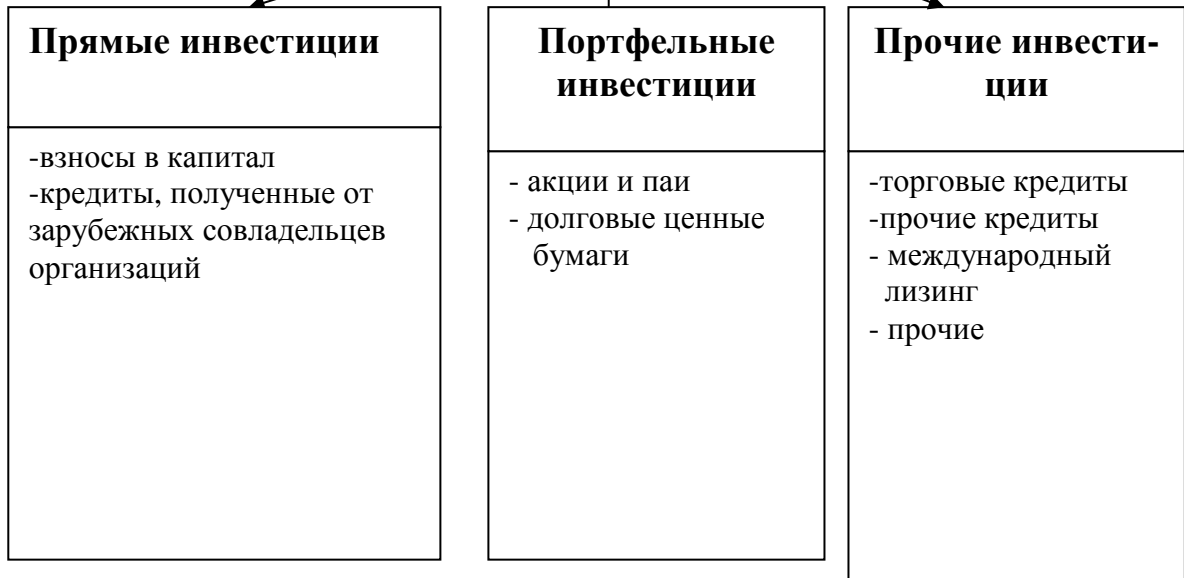 Прямые инвестиции
-взносы в капитал
-кредиты, полученные от
зарубежных совладельцев
организаций
Портфельные
инвестиции
- акции и паи
- долговые ценные
бумаги
Прочие инвести-
ции
-торговые кредиты
-прочие кредиты
- международный
лизинг
- прочие